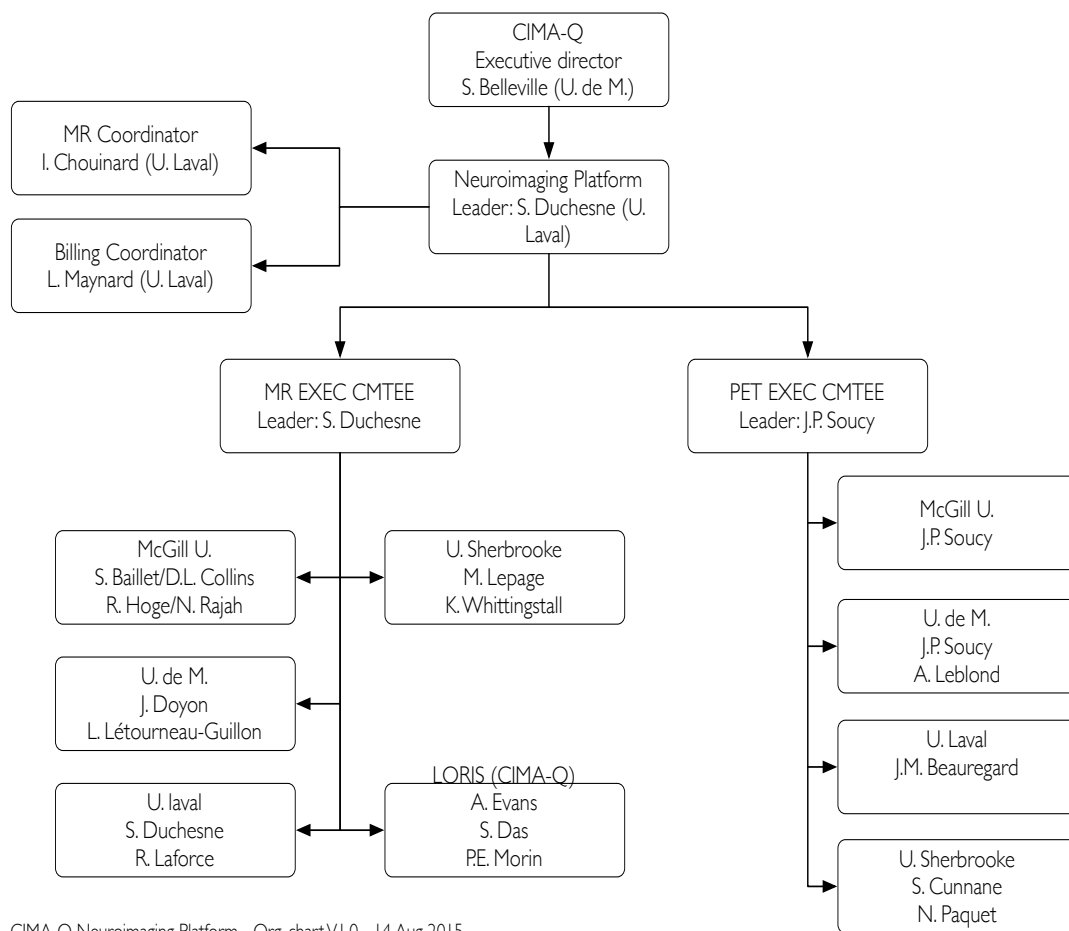 CIMA-Q
Executive director
S. Belleville (U. de M.)
MR Coordinator
I. Chouinard (U. Laval)
Neuroimaging Platform
Leader: S. Duchesne (U.
Laval)
Billing Coordinator
L. Maynard (U. Laval)
MR EXEC CMTEE
Leader: S. Duchesne
PET EXEC CMTEE
Leader: J.P. Soucy
McGill U.
S. Baillet/D.L. Collins
R. Hoge/N. Rajah
U. Sherbrooke
M. Lepage
K. Whittingstall
U. de M.
J. Doyon
L. Létourneau-Guillon
U. laval
S. Duchesne
R. Laforce
LORIS (CIMA-Q)
A. Evans
S. Das
P.E. Morin
McGill U.
J.P. Soucy
U. de M.
J.P. Soucy
A. Leblond
U. Laval
J.M. Beauregard
U. Sherbrooke
S. Cunnane
N. Paquet
CIMA-Q Neuroimaging Platform - Org. chart V1.0 - 14 Aug 2015